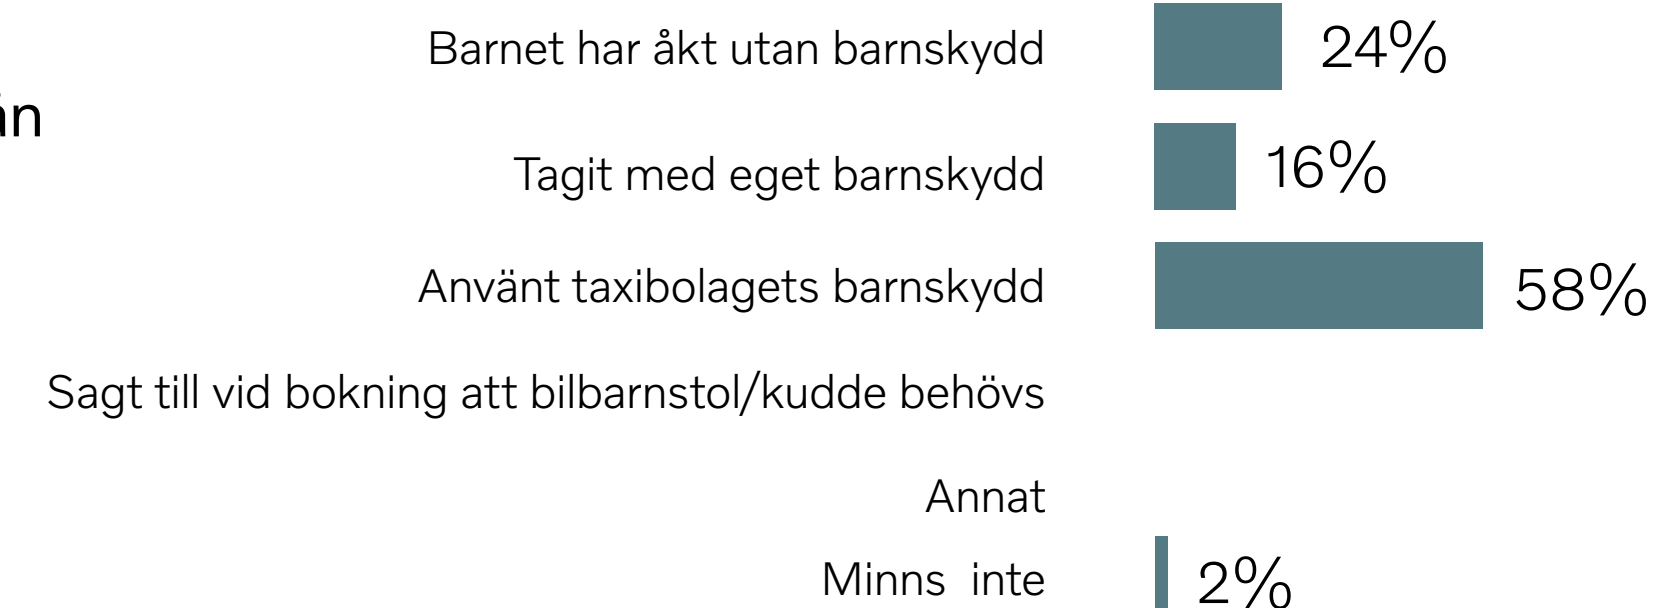 Barnet har åkt utan barnskydd 24%
Tagit med eget barnskydd 16%
Använt taxibolagets barnskydd 58%
Sagt till vid bokning att bilbarnstol/kudde behövs
Annat
Minns inte 2%